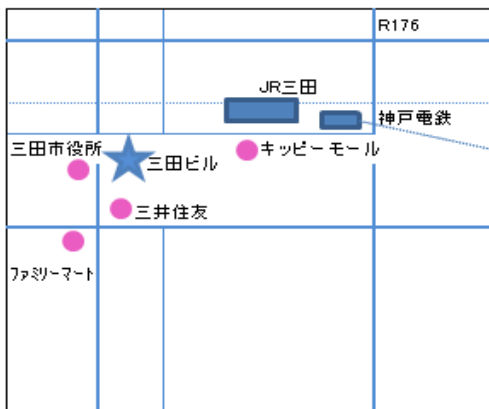 R176
JR三田
神戸電鉄
三田市役所
三田ビル
キッピーモール
三井住友
ファミリーマート